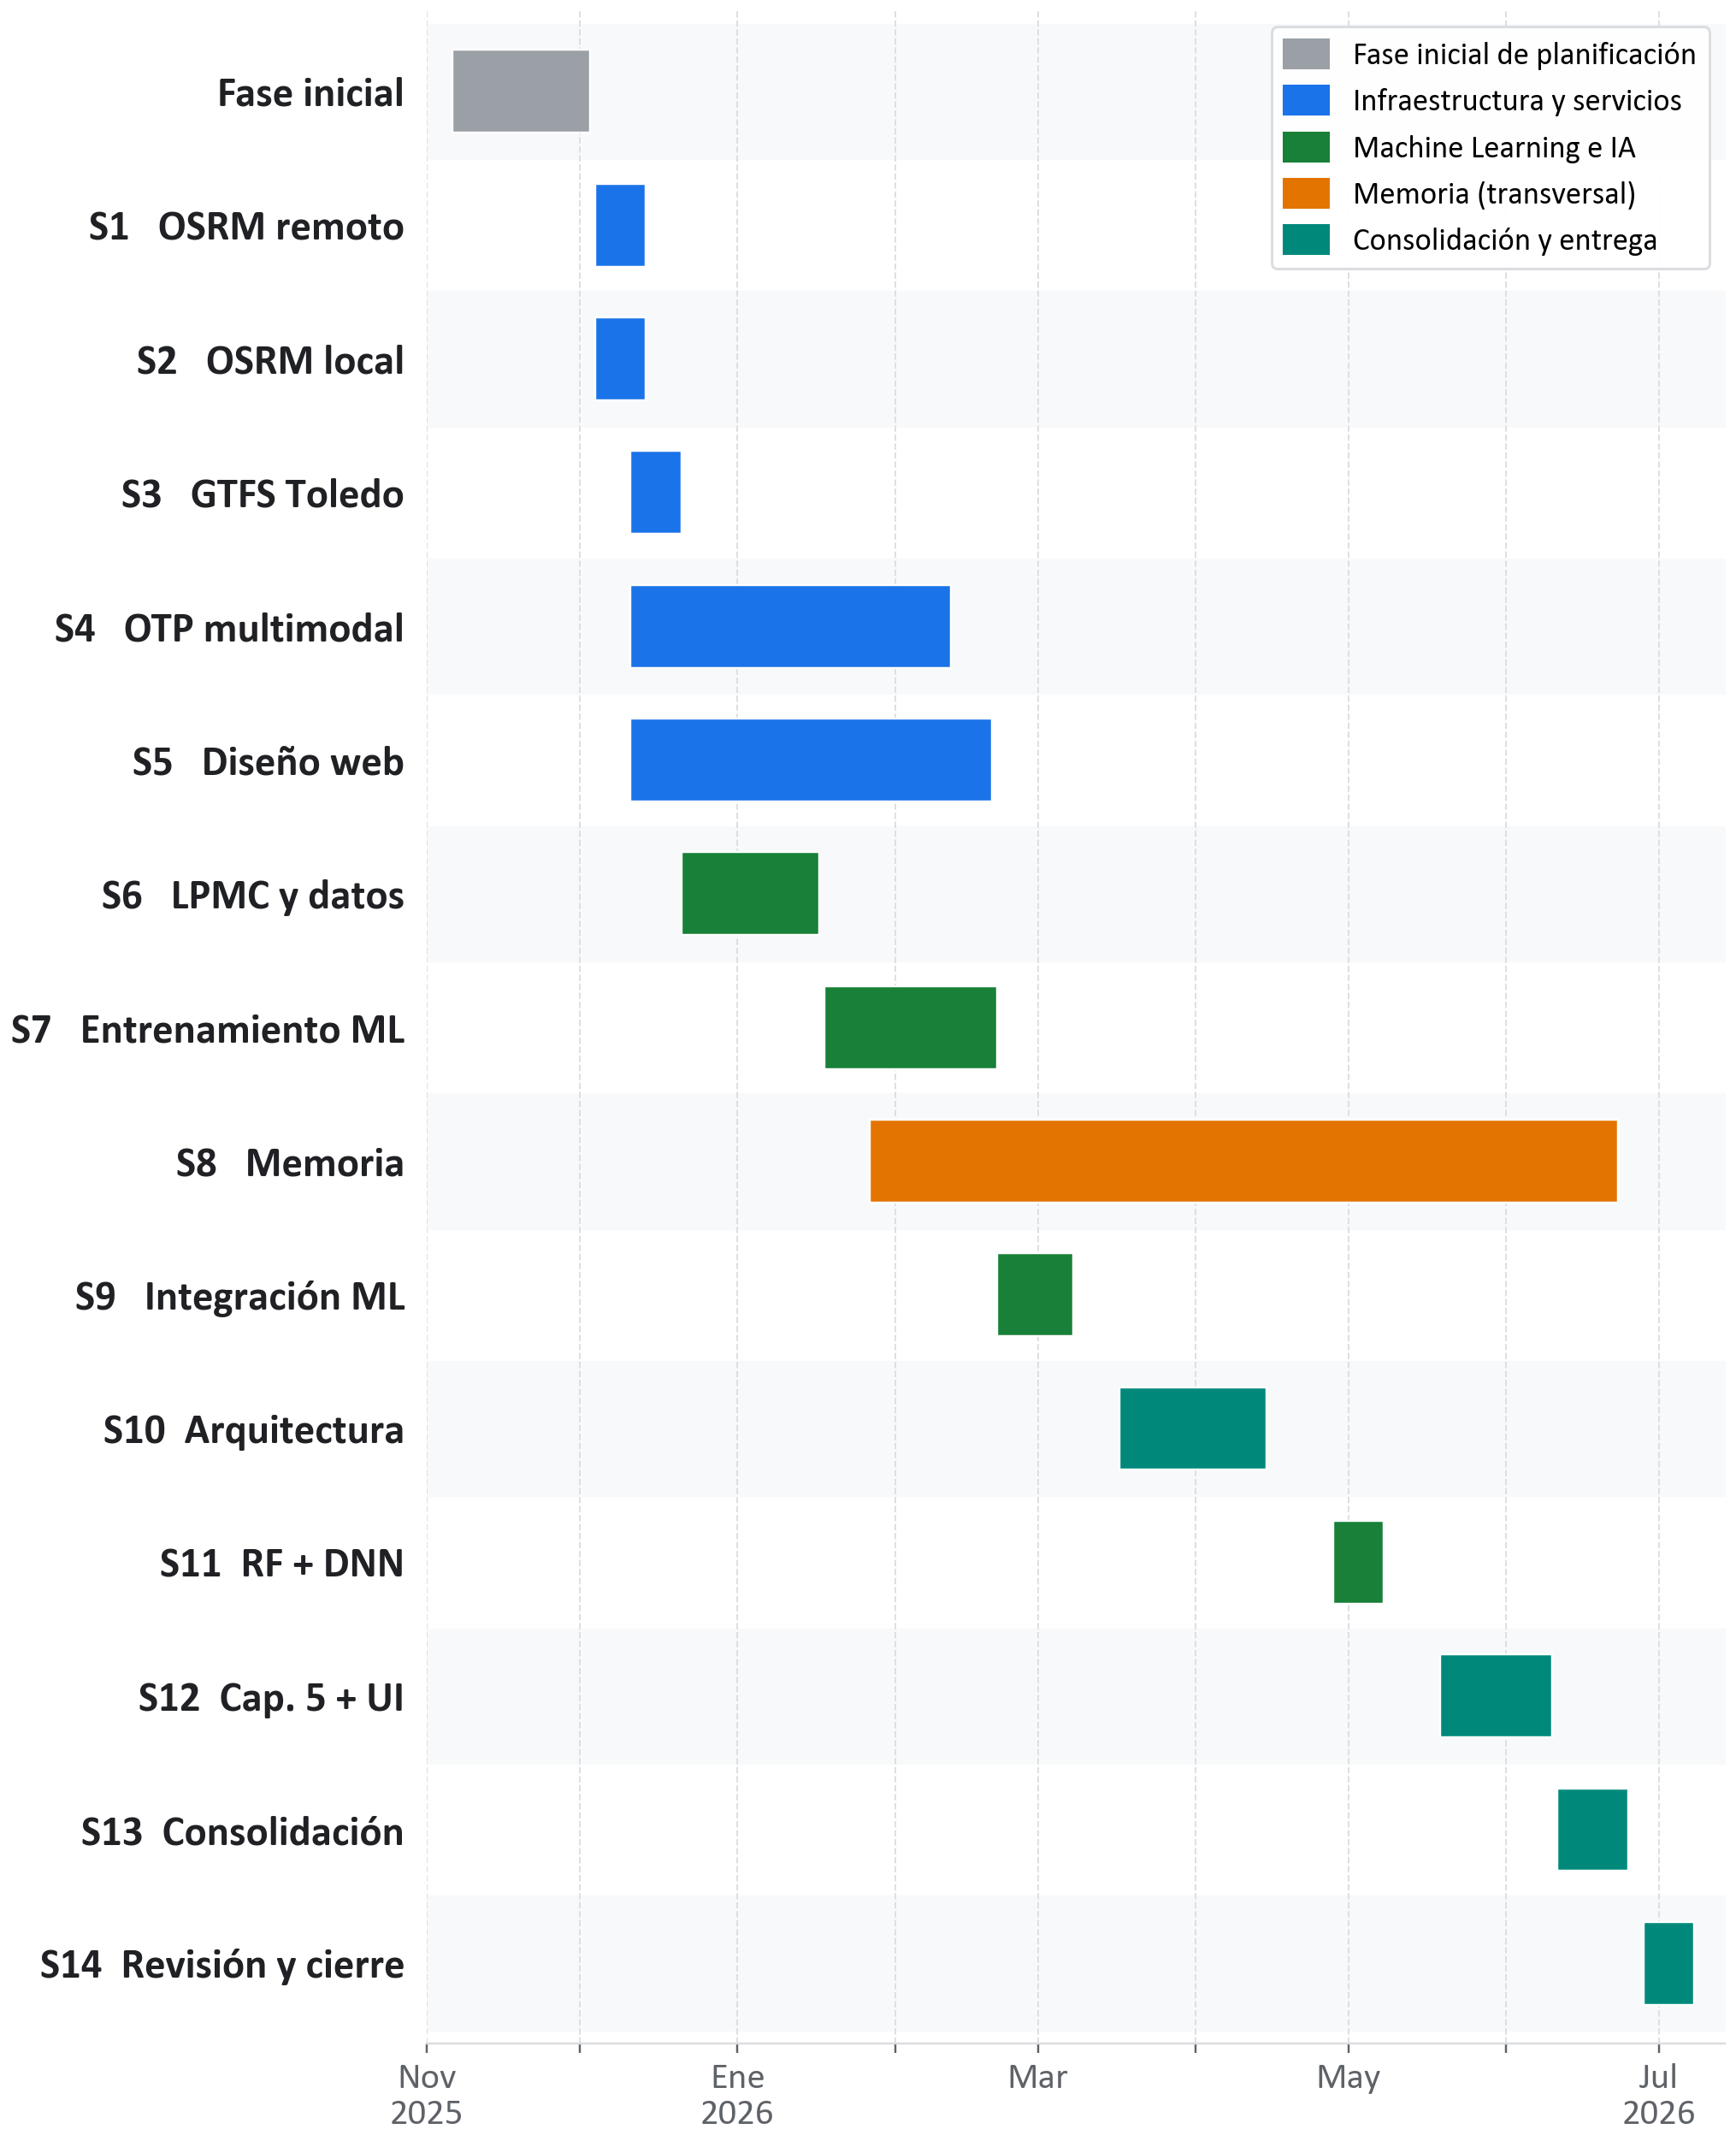 Fase inicial de planificación
Infraestructura y servicios
Machine Learning e IA
Memoria (transversal)
Consolidación y entrega
Fase inicial
S1 OSRM remoto
S2 OSRM local
S3 GTFS Toledo
S4 OTP multimodal
S5 Diseño web
S6 LPMC y datos
S7 Entrenamiento ML
S8 Memoria
S9 Integración ML
S10 Arquitectura
S11 RF + DNN
S12 Cap. 5 + UI
S13 Consolidación
S14 Revisión y cierre
Nov Ene Mar May Jul
2025 2026 2026